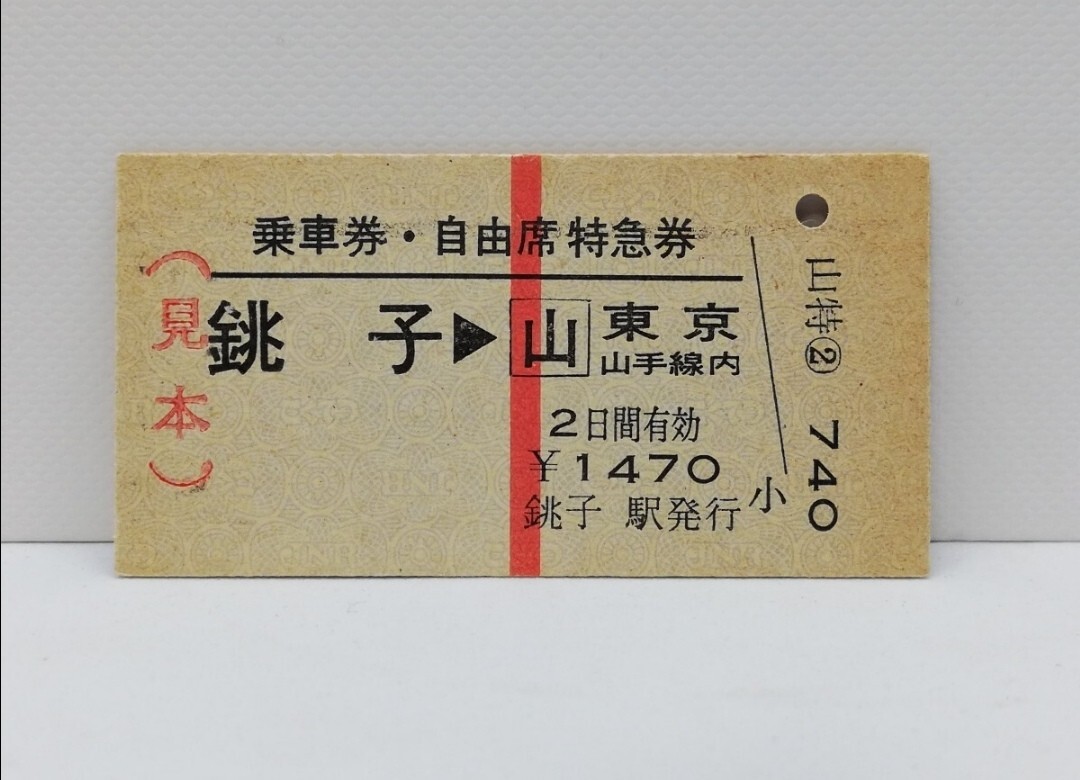 乗車券・自由席特急券
(見本)
銚子▶山 東京
山手線内
2日間有効
¥1470
銚子 駅発行
小
山特② 740